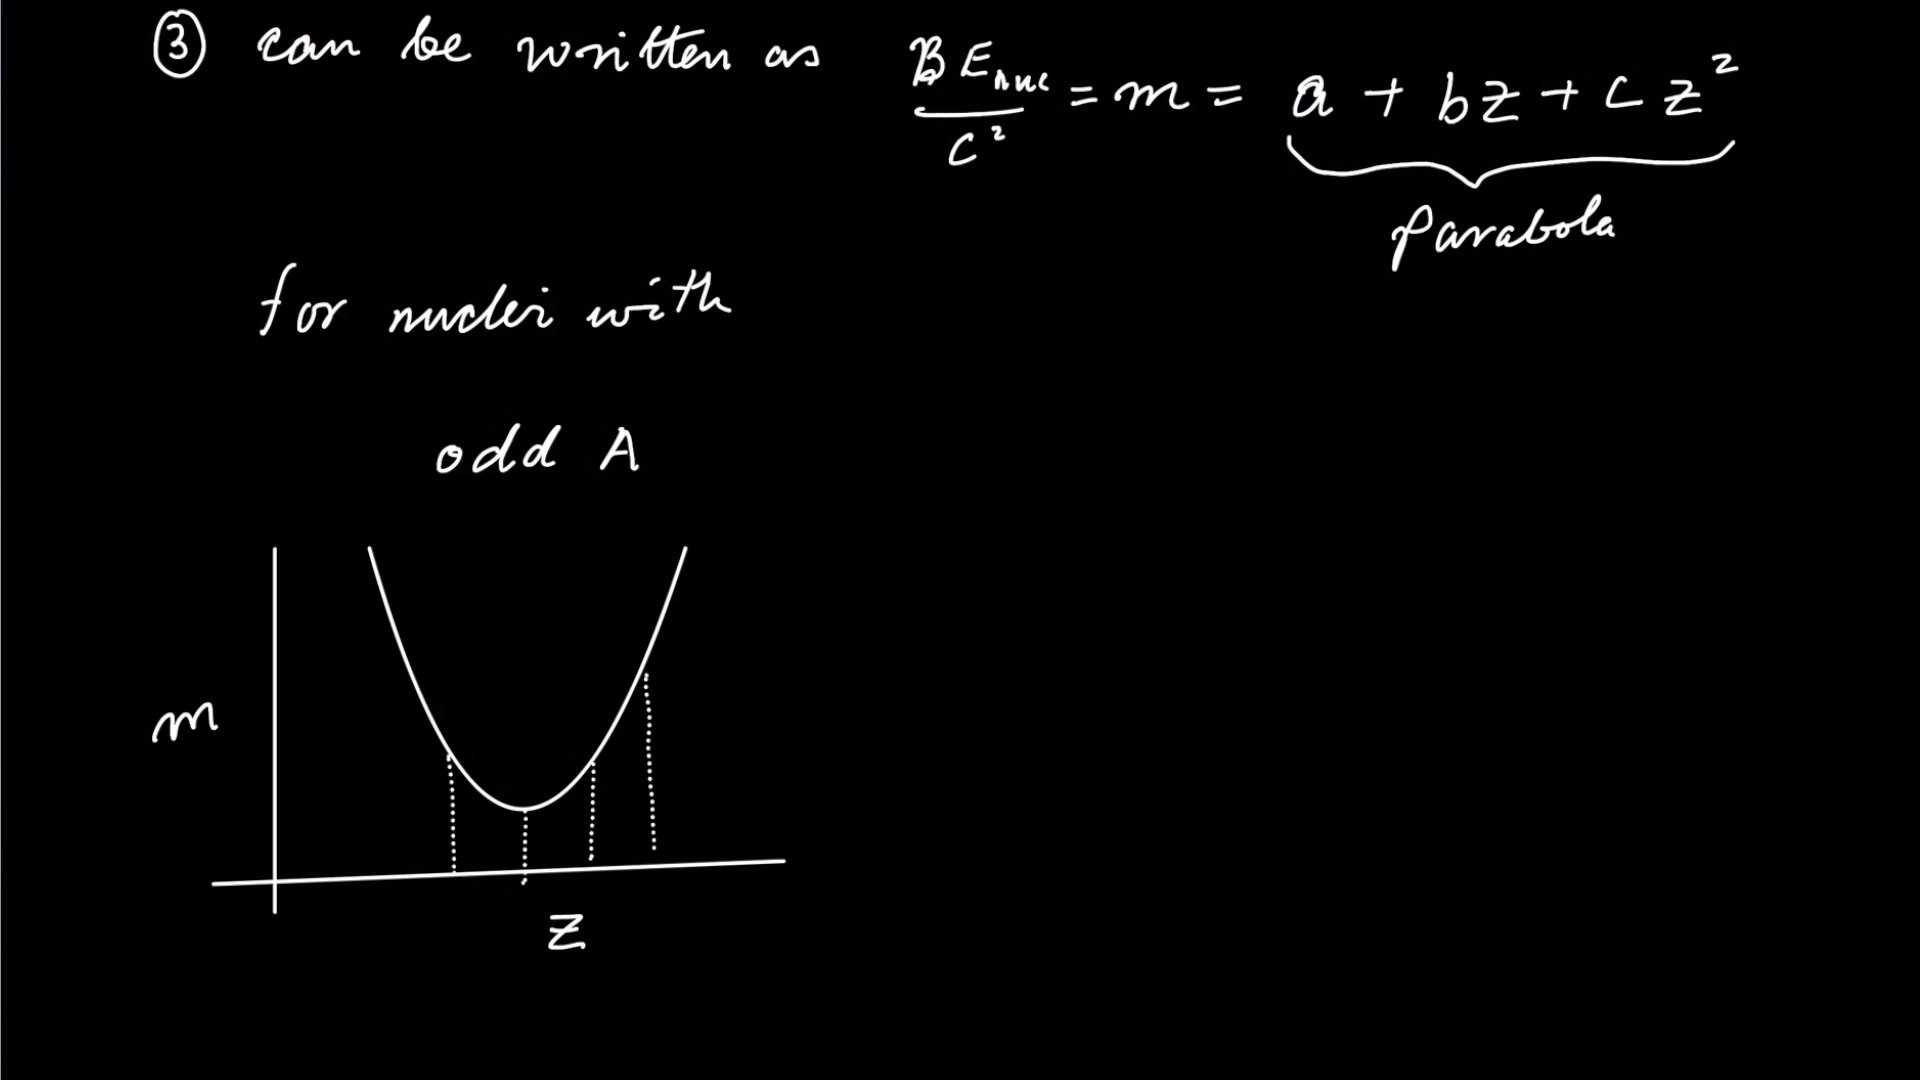 ③ can be written as BE_nuc / c² = m = a + bz + cz²
parabola
for nuclei with
odd A
m
z